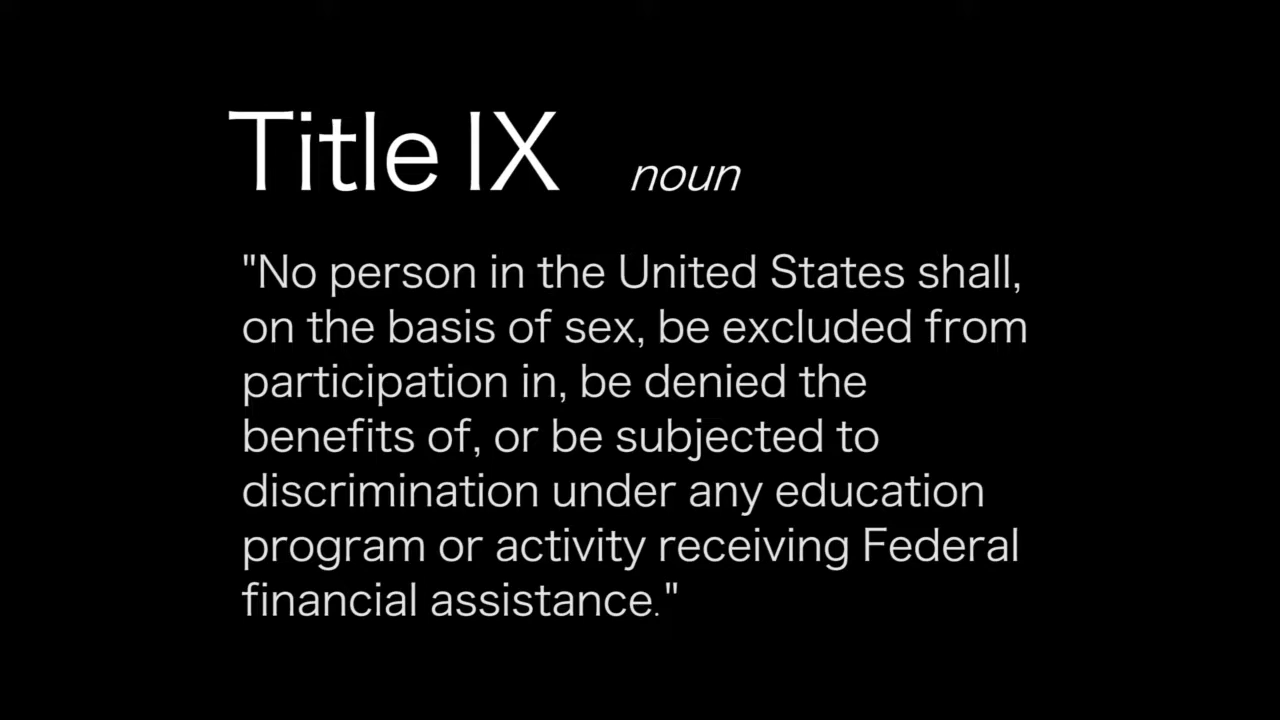 Title IX noun
"No person in the United States shall,
on the basis of sex, be excluded from
participation in, be denied the
benefits of, or be subjected to
discrimination under any education
program or activity receiving Federal
financial assistance."